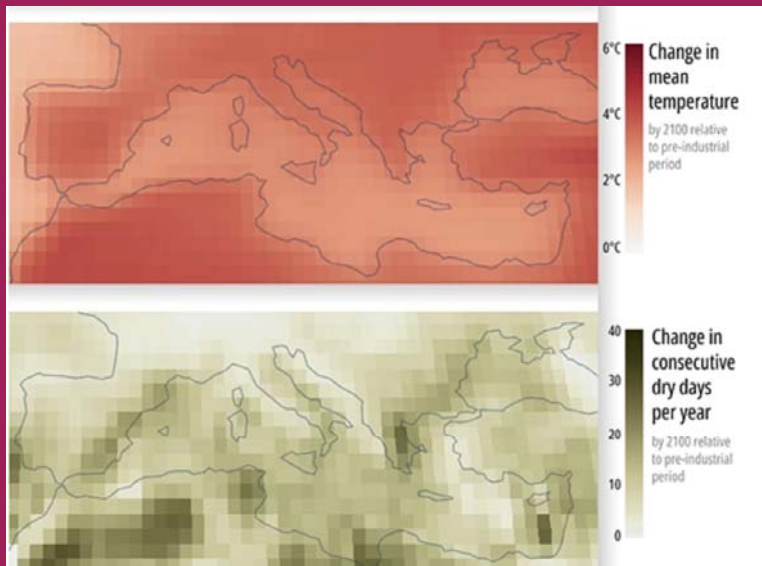 6°C
4°C
2°C
0°C
Change in
mean
temperature
by 2100 relative
to pre-industrial
period
40
30
20
10
0
Change in
consecutive
dry days
per year
by 2100 relative
to pre-industrial
period